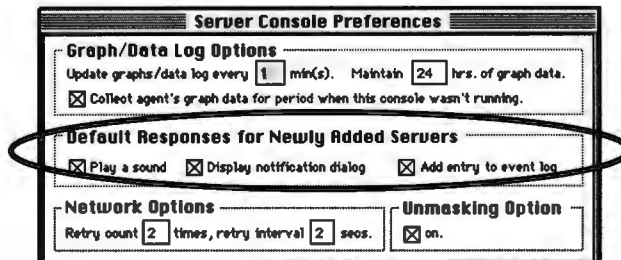 Server Console Preferences
Graph/Data Log Options
Update graphs/data log every 1 min(s). Maintain 24 hrs. of graph data.
Collect agent's graph data for period when this console wasn't running.
Default Responses for Newly Added Servers
Play a sound Display notification dialog Add entry to event log
Network Options
Retry count 2 times, retry interval 2 secs.
Unmasking Option
on.